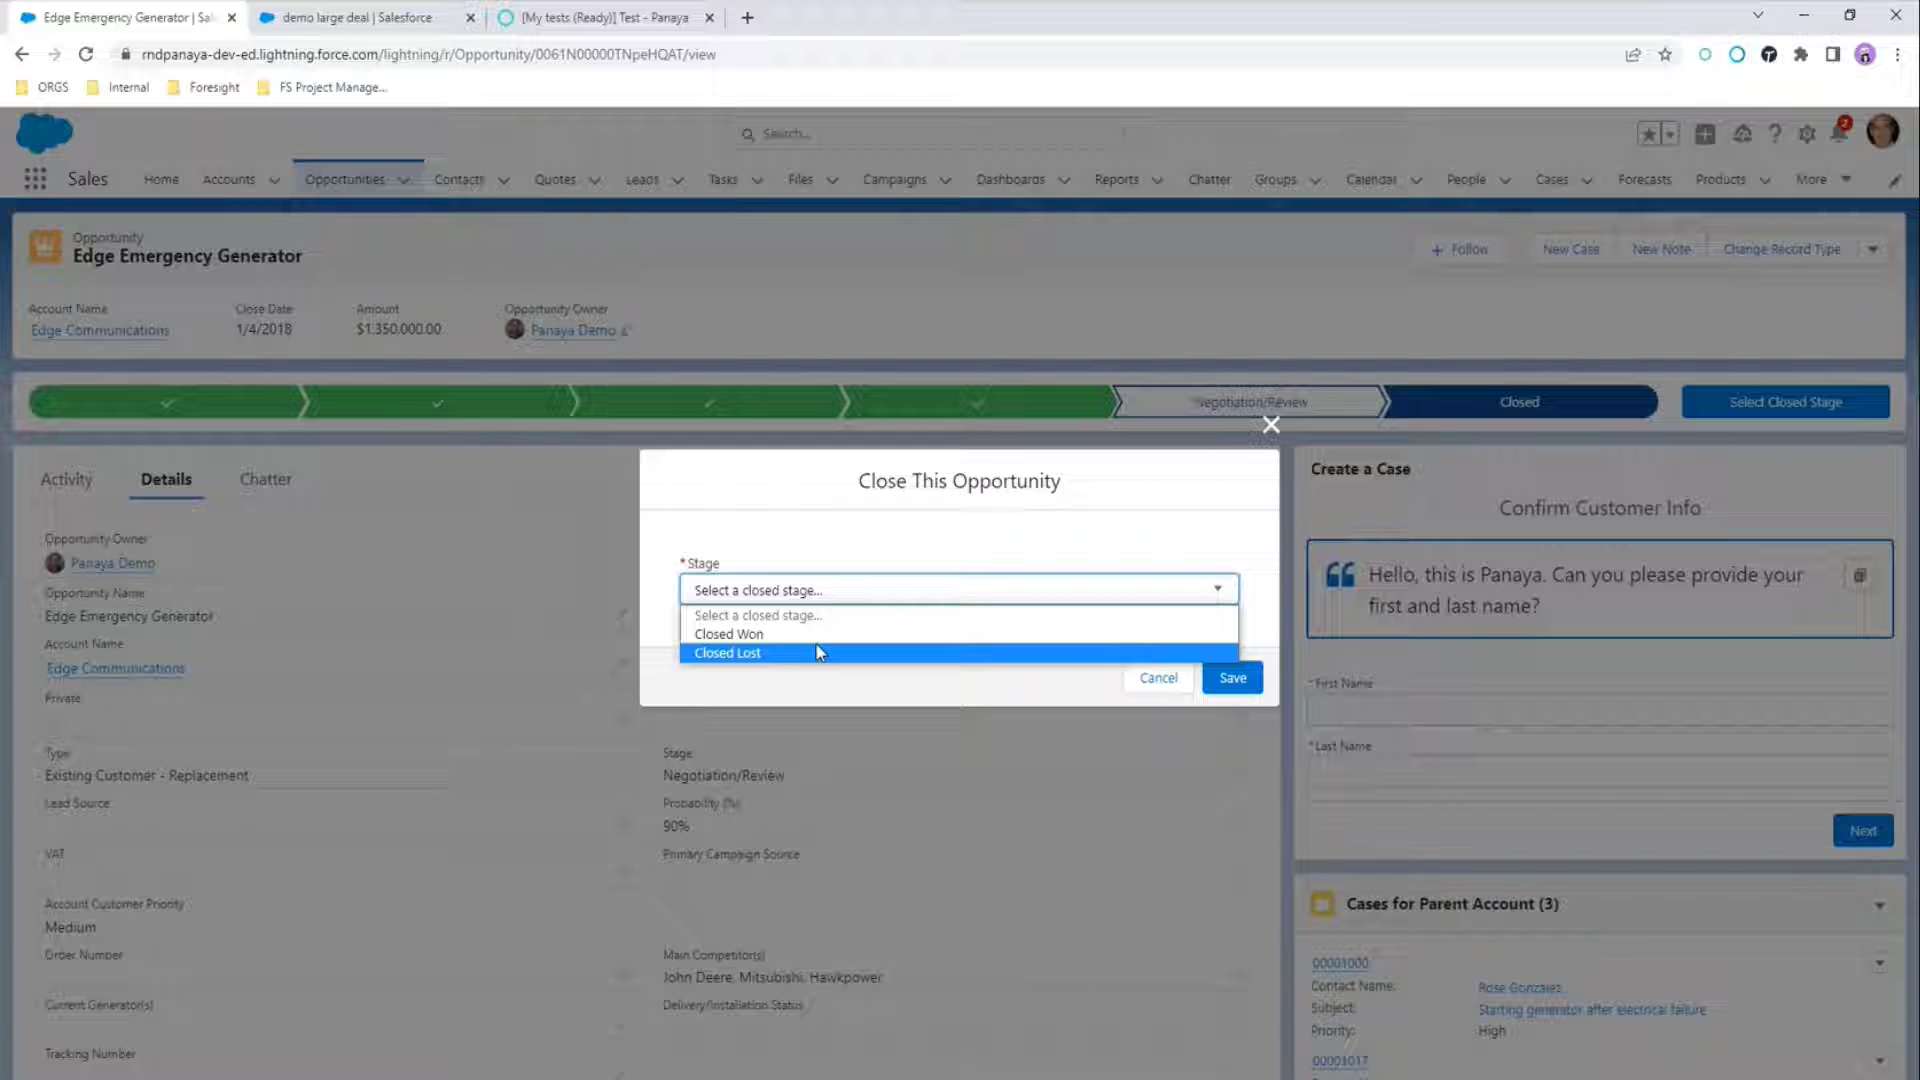 Edge Emergency Generator | Sal
demo large deal | Salesforce
[My tests (Ready)] Test - Panaya
rndpanaya-dev-ed.lightning.force.com/lightning/r/Opportunity/0061N00000TNpeHQAT/view
ORGS
Internal
Foresight
FS Project Manage...
Search...
2
Sales
Home
Accounts
Opportunities
Contacts
Quotes
Leads
Tasks
Files
Campaigns
Dashboards
Reports
Chatter
Groups
Calendar
People
Cases
Forecasts
Products
More
Opportunity
Edge Emergency Generator
+ Follow
New Case
New Note
Change Record Type
Account Name
Close Date
Amount
Opportunity Owner
Edge Communications
1/4/2018
$1,350,000.00
Panaya Demo
Negotiation/Review
Closed
Select Closed Stage
Activity
Details
Chatter
Opportunity Owner
Panaya Demo
Opportunity Name
Edge Emergency Generator
Account Name
Edge Communications
Private
Type
Existing Customer - Replacement
Lead Source
VAT
Account Customer Priority
Medium
Order Number
Current Generator(s)
Tracking Number
Close This Opportunity
*Stage
Select a closed stage...
Select a closed stage...
Closed Won
Closed Lost
Cancel
Save
Stage
Negotiation/Review
Probability (%)
90%
Primary Campaign Source
Main Competitor(s)
John Deere, Mitsubishi, Hawkpower
Delivery/Installation Status
Create a Case
Confirm Customer Info
Hello, this is Panaya. Can you please provide your
first and last name?
*First Name
*Last Name
Next
Cases for Parent Account (3)
00001000
Contact Name:
Rose Gonzalez
Subject:
Starting generator after electrical failure
Priority:
High
00001017